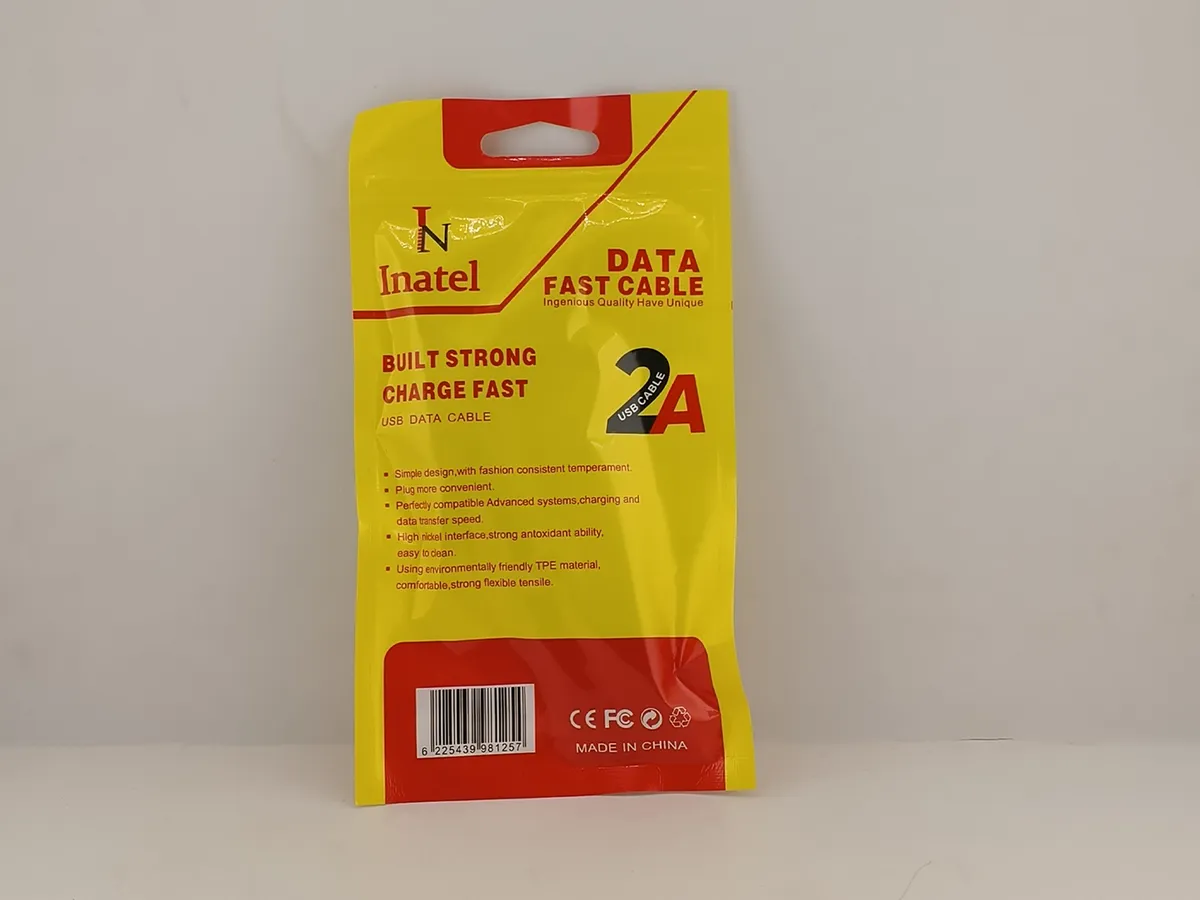 IN
Inatel
DATA
FAST CABLE
Ingenious Quality Have Unique
BUILT STRONG
CHARGE FAST
USB DATA CABLE
2A
USB CABLE
Simple design,with fashion consistent temperament.
Plug more convenient.
Perfectly compatible Advanced systems,charging and
data transfer speed.
High nickel interface,strong antoxidant ability,
easy to clean.
Using environmentally friendly TPE material,
comfortable,strong flexible tensile.
6 225439 981257
CE FC
MADE IN CHINA